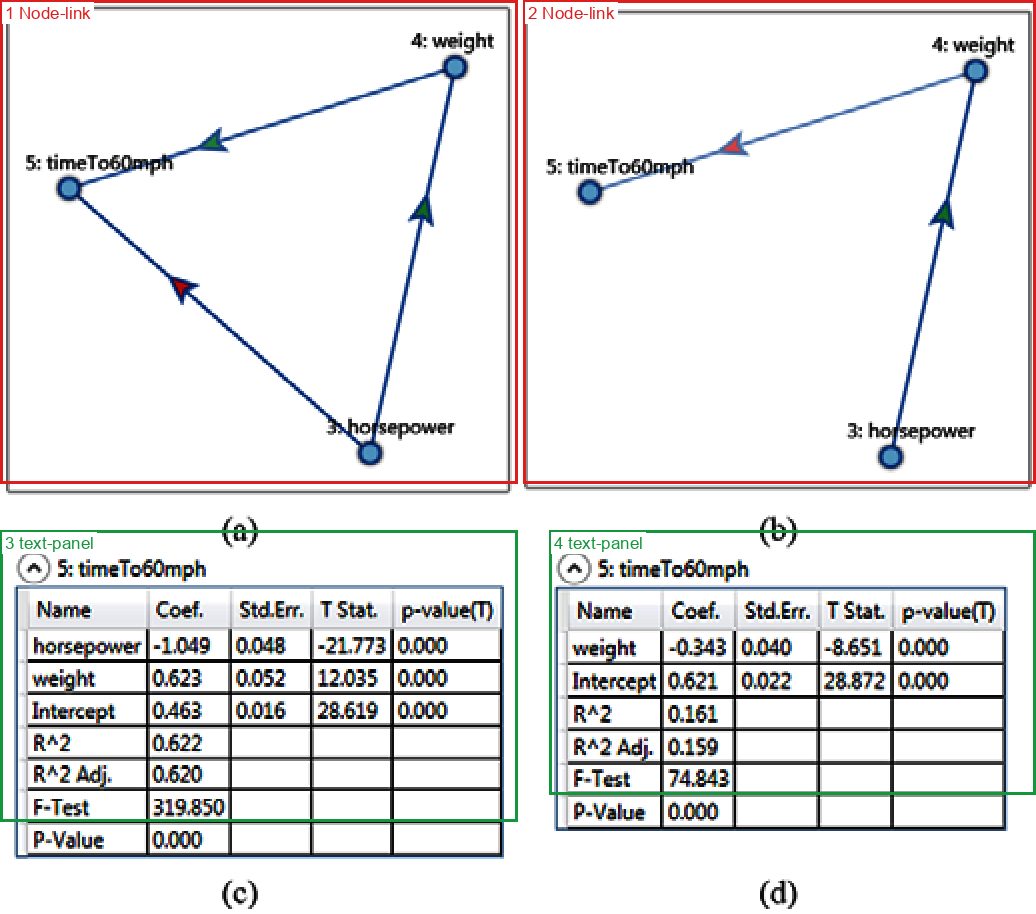 1 Node-link
4: weight
5: timeTo60mph
3: horsepower
(a)
2 Node-link
4: weight
5: timeTo60mph
3: horsepower
(b)
3 text-panel
5: timeTo60mph
Name Coef. Std.Err. T Stat. p-value(T)
horsepower -1.049 0.048 -21.773 0.000
weight 0.623 0.052 12.035 0.000
Intercept 0.463 0.016 28.619 0.000
R^2 0.622
R^2 Adj. 0.620
F-Test 319.850
P-Value 0.000
(c)
4 text-panel
5: timeTo60mph
Name Coef. Std.Err. T Stat. p-value(T)
weight -0.343 0.040 -8.651 0.000
Intercept 0.621 0.022 28.872 0.000
R^2 0.161
R^2 Adj. 0.159
F-Test 74.843
P-Value 0.000
(d)